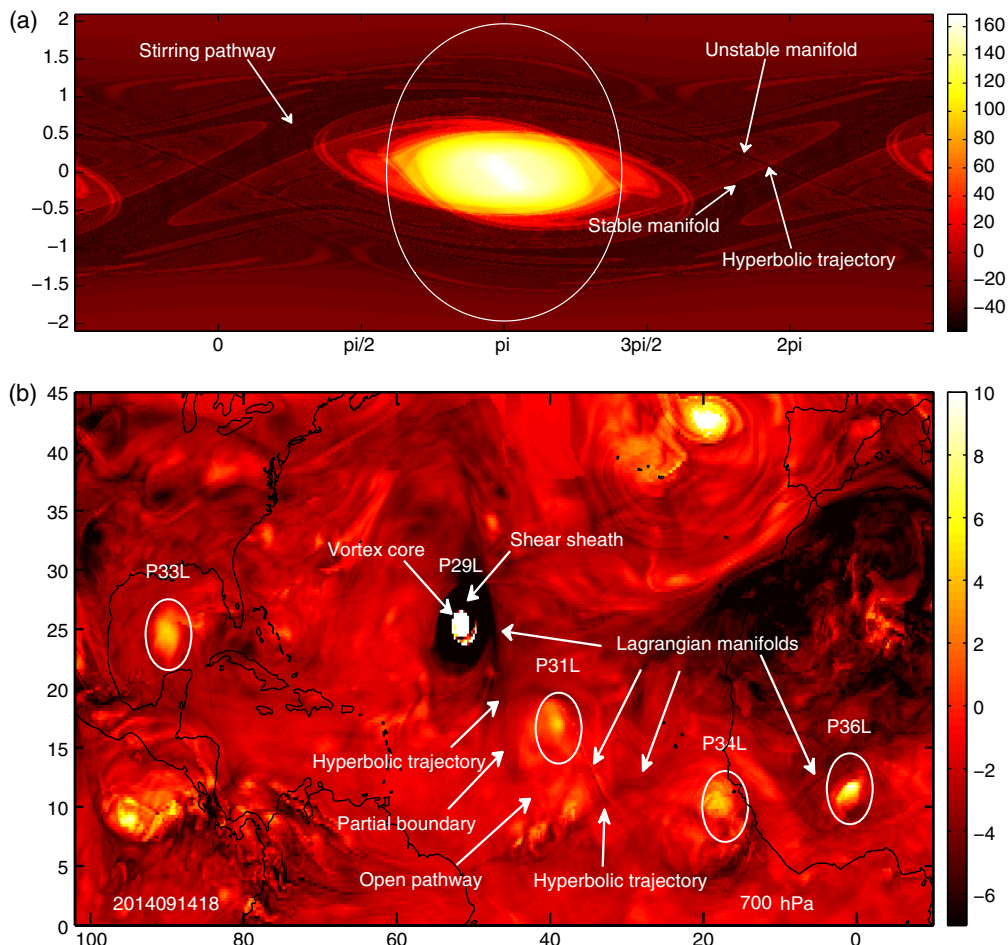 (a)
2
1.5
1
0.5
0
−0.5
−1
−1.5
−2
Stirring pathway
Unstable manifold
Stable manifold
Hyperbolic trajectory
0
pi/2
pi
3pi/2
2pi
160
140
120
100
80
60
40
20
0
−20
−40
(b)
45
40
35
30
25
20
15
10
5
0
Vortex core
Shear sheath
P29L
P33L
Lagrangian manifolds
P31L
P34L
P36L
Hyperbolic trajectory
Partial boundary
Open pathway
Hyperbolic trajectory
2014091418
700 hPa
100
80
60
40
20
0
10
8
6
4
2
0
−2
−4
−6